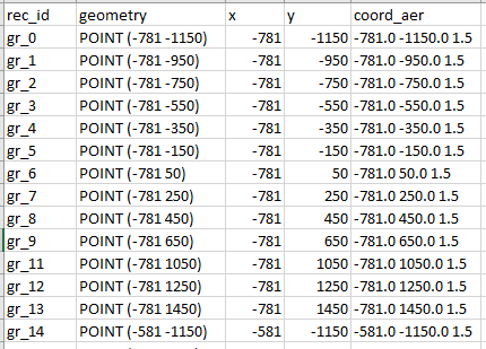 rec_id geometry x y coord_aer
gr_0 POINT (-781 -1150) -781 -1150 -781.0 -1150.0 1.5
gr_1 POINT (-781 -950) -781 -950 -781.0 -950.0 1.5
gr_2 POINT (-781 -750) -781 -750 -781.0 -750.0 1.5
gr_3 POINT (-781 -550) -781 -550 -781.0 -550.0 1.5
gr_4 POINT (-781 -350) -781 -350 -781.0 -350.0 1.5
gr_5 POINT (-781 -150) -781 -150 -781.0 -150.0 1.5
gr_6 POINT (-781 50) -781 50 -781.0 50.0 1.5
gr_7 POINT (-781 250) -781 250 -781.0 250.0 1.5
gr_8 POINT (-781 450) -781 450 -781.0 450.0 1.5
gr_9 POINT (-781 650) -781 650 -781.0 650.0 1.5
gr_11 POINT (-781 1050) -781 1050 -781.0 1050.0 1.5
gr_12 POINT (-781 1250) -781 1250 -781.0 1250.0 1.5
gr_13 POINT (-781 1450) -781 1450 -781.0 1450.0 1.5
gr_14 POINT (-581 -1150) -581 -1150 -581.0 -1150.0 1.5